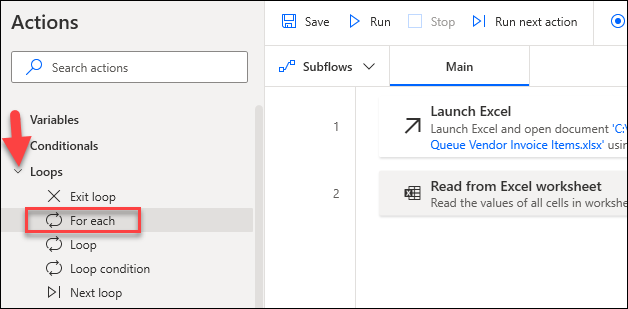 Actions
Search actions
Variables
Conditionals
Loops
Exit loop
For each
Loop
Loop condition
Next loop
Save Run Stop Run next action
Subflows Main
1
Launch Excel
Launch Excel and open document 'C:\
Queue Vendor Invoice Items.xlsx' using
2
Read from Excel worksheet
Read the values of all cells in workshe